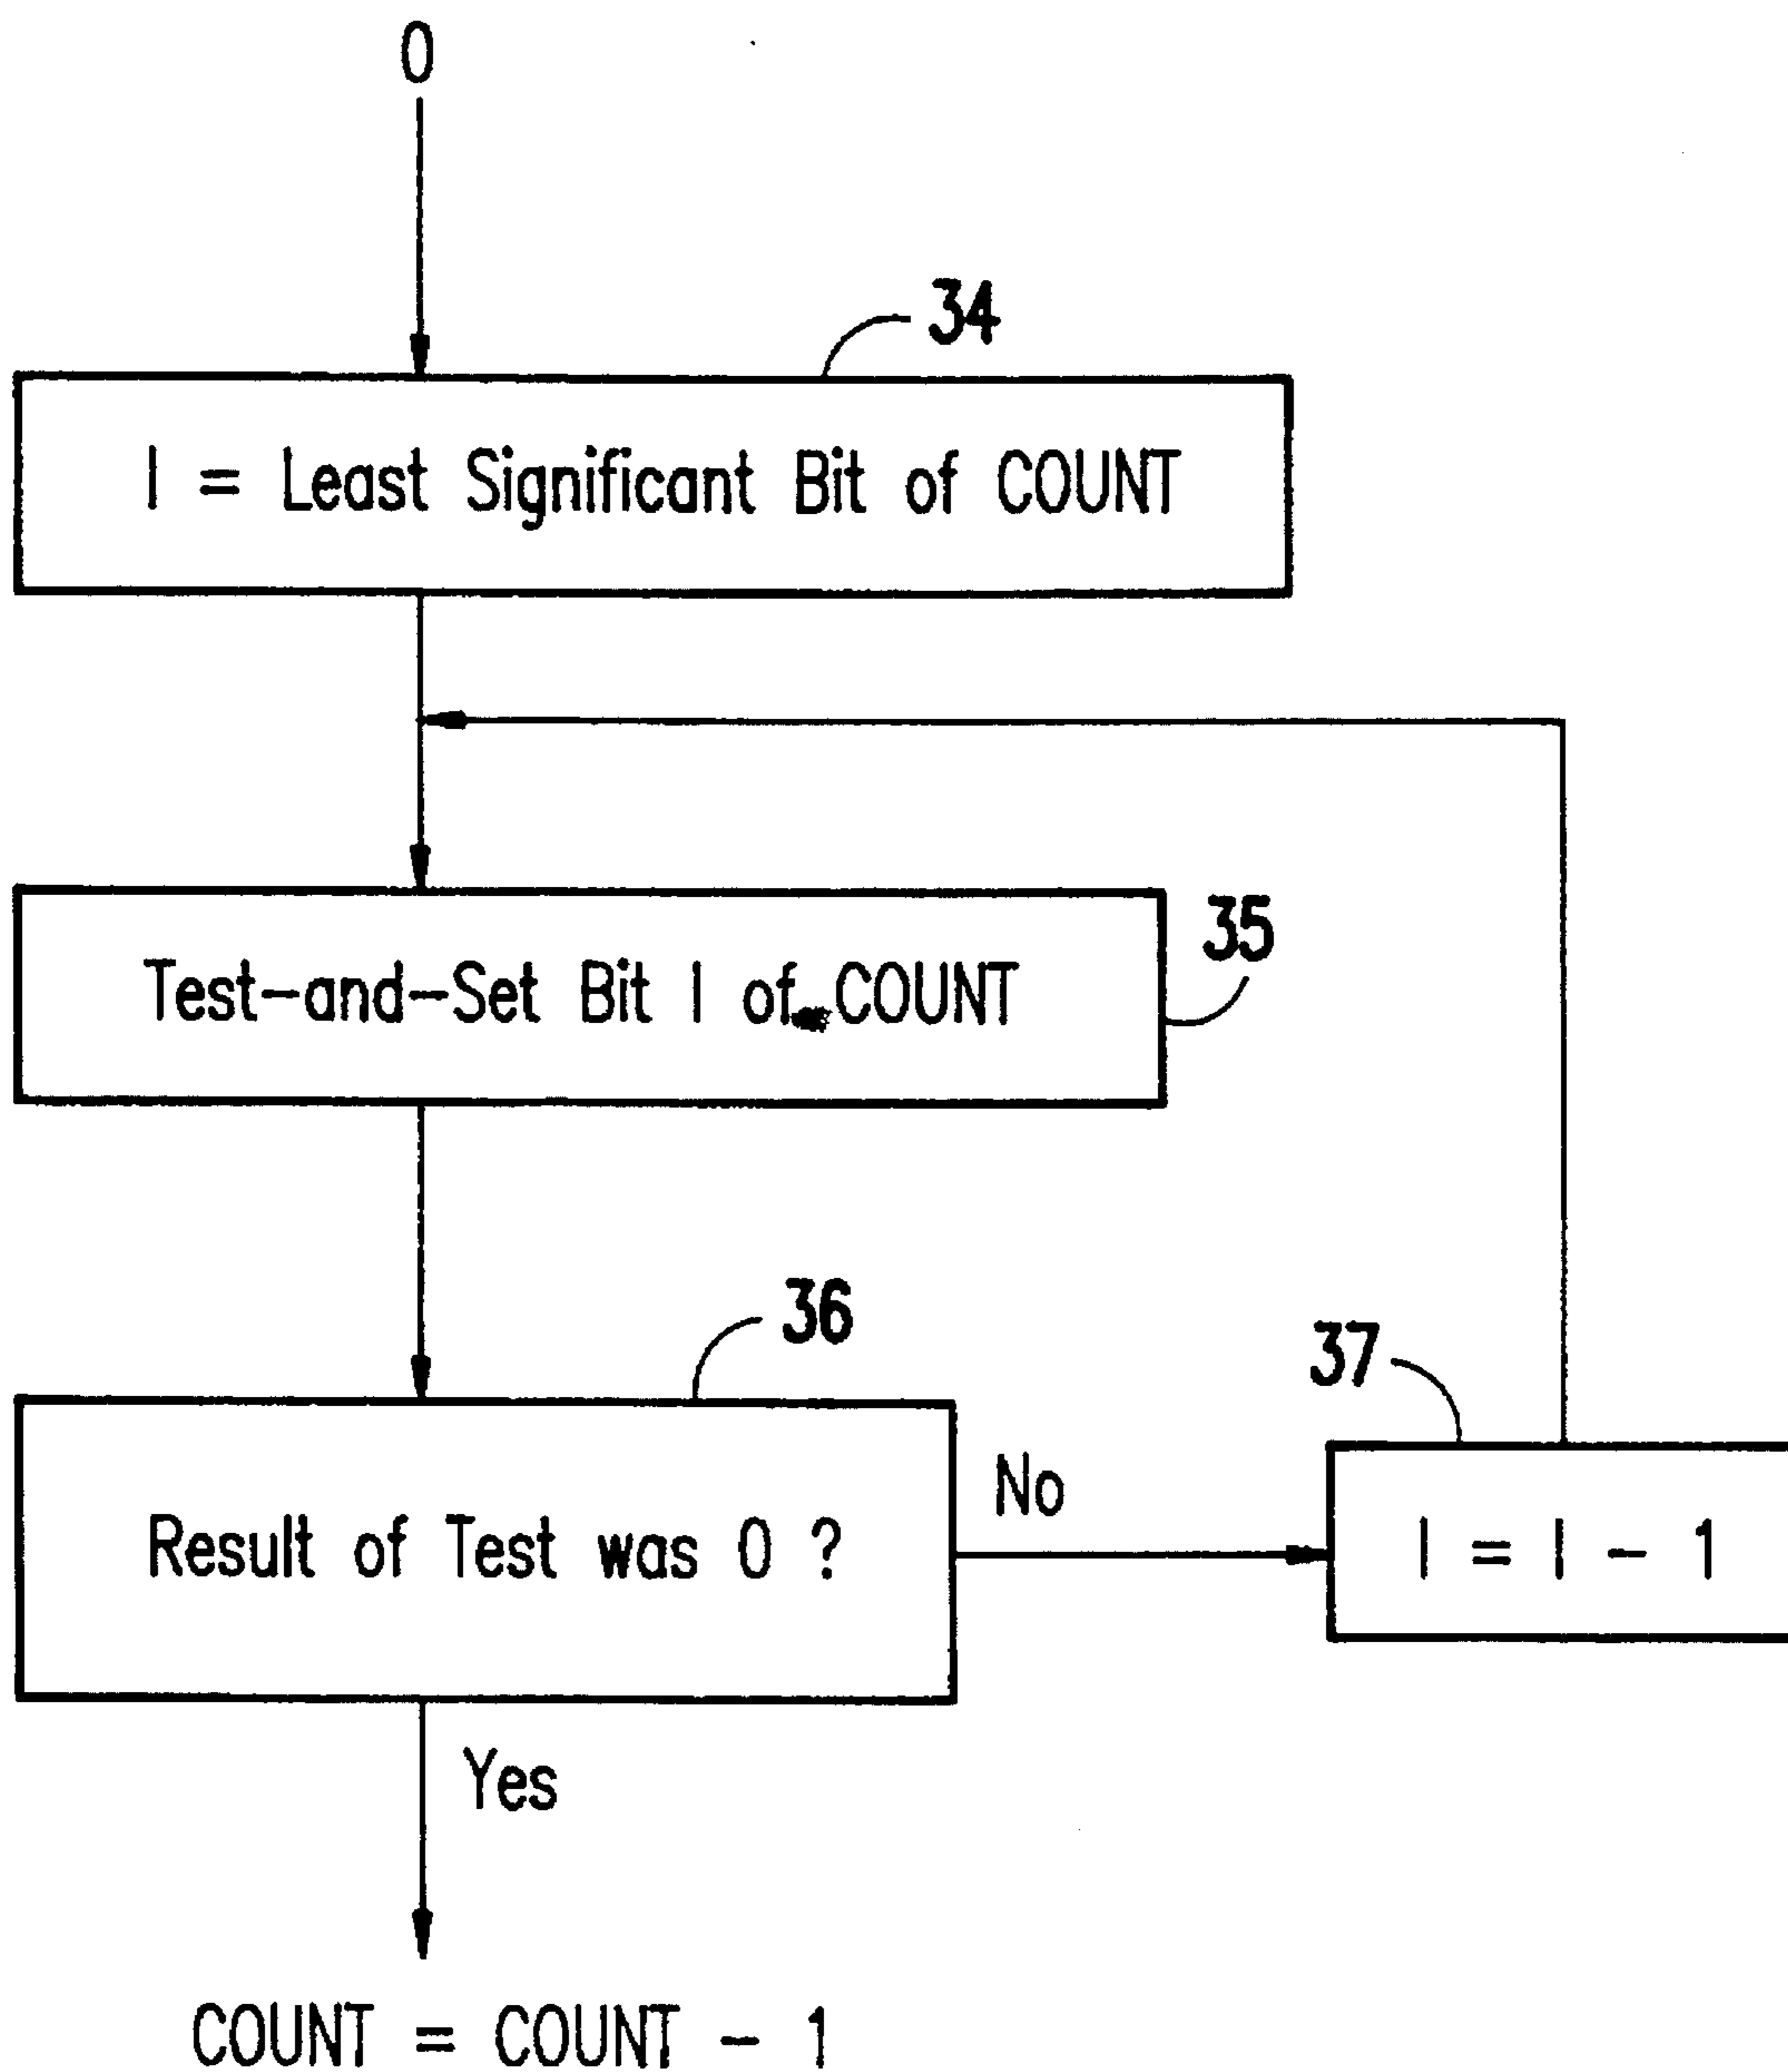 0
34
I = Least Significant Bit of COUNT
35
Test-and-Set Bit I of COUNT
36
37
Result of Test was 0 ?
No
I = I - 1
Yes
COUNT = COUNT - 1